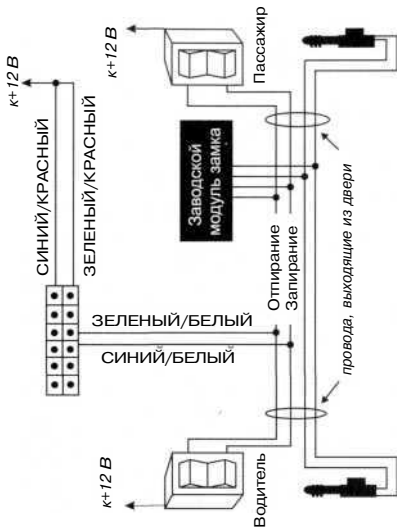 к+12 В
СИНИЙ/КРАСНЫЙ
ЗЕЛЕНЫЙ/КРАСНЫЙ
ЗЕЛЕНЫЙ/БЕЛЫЙ
СИНИЙ/БЕЛЫЙ
к+12 В
Пассажир
Заводской
модуль замка
Отпирание
Запирание
провода, выходящие из двери
к+12 В
Водитель